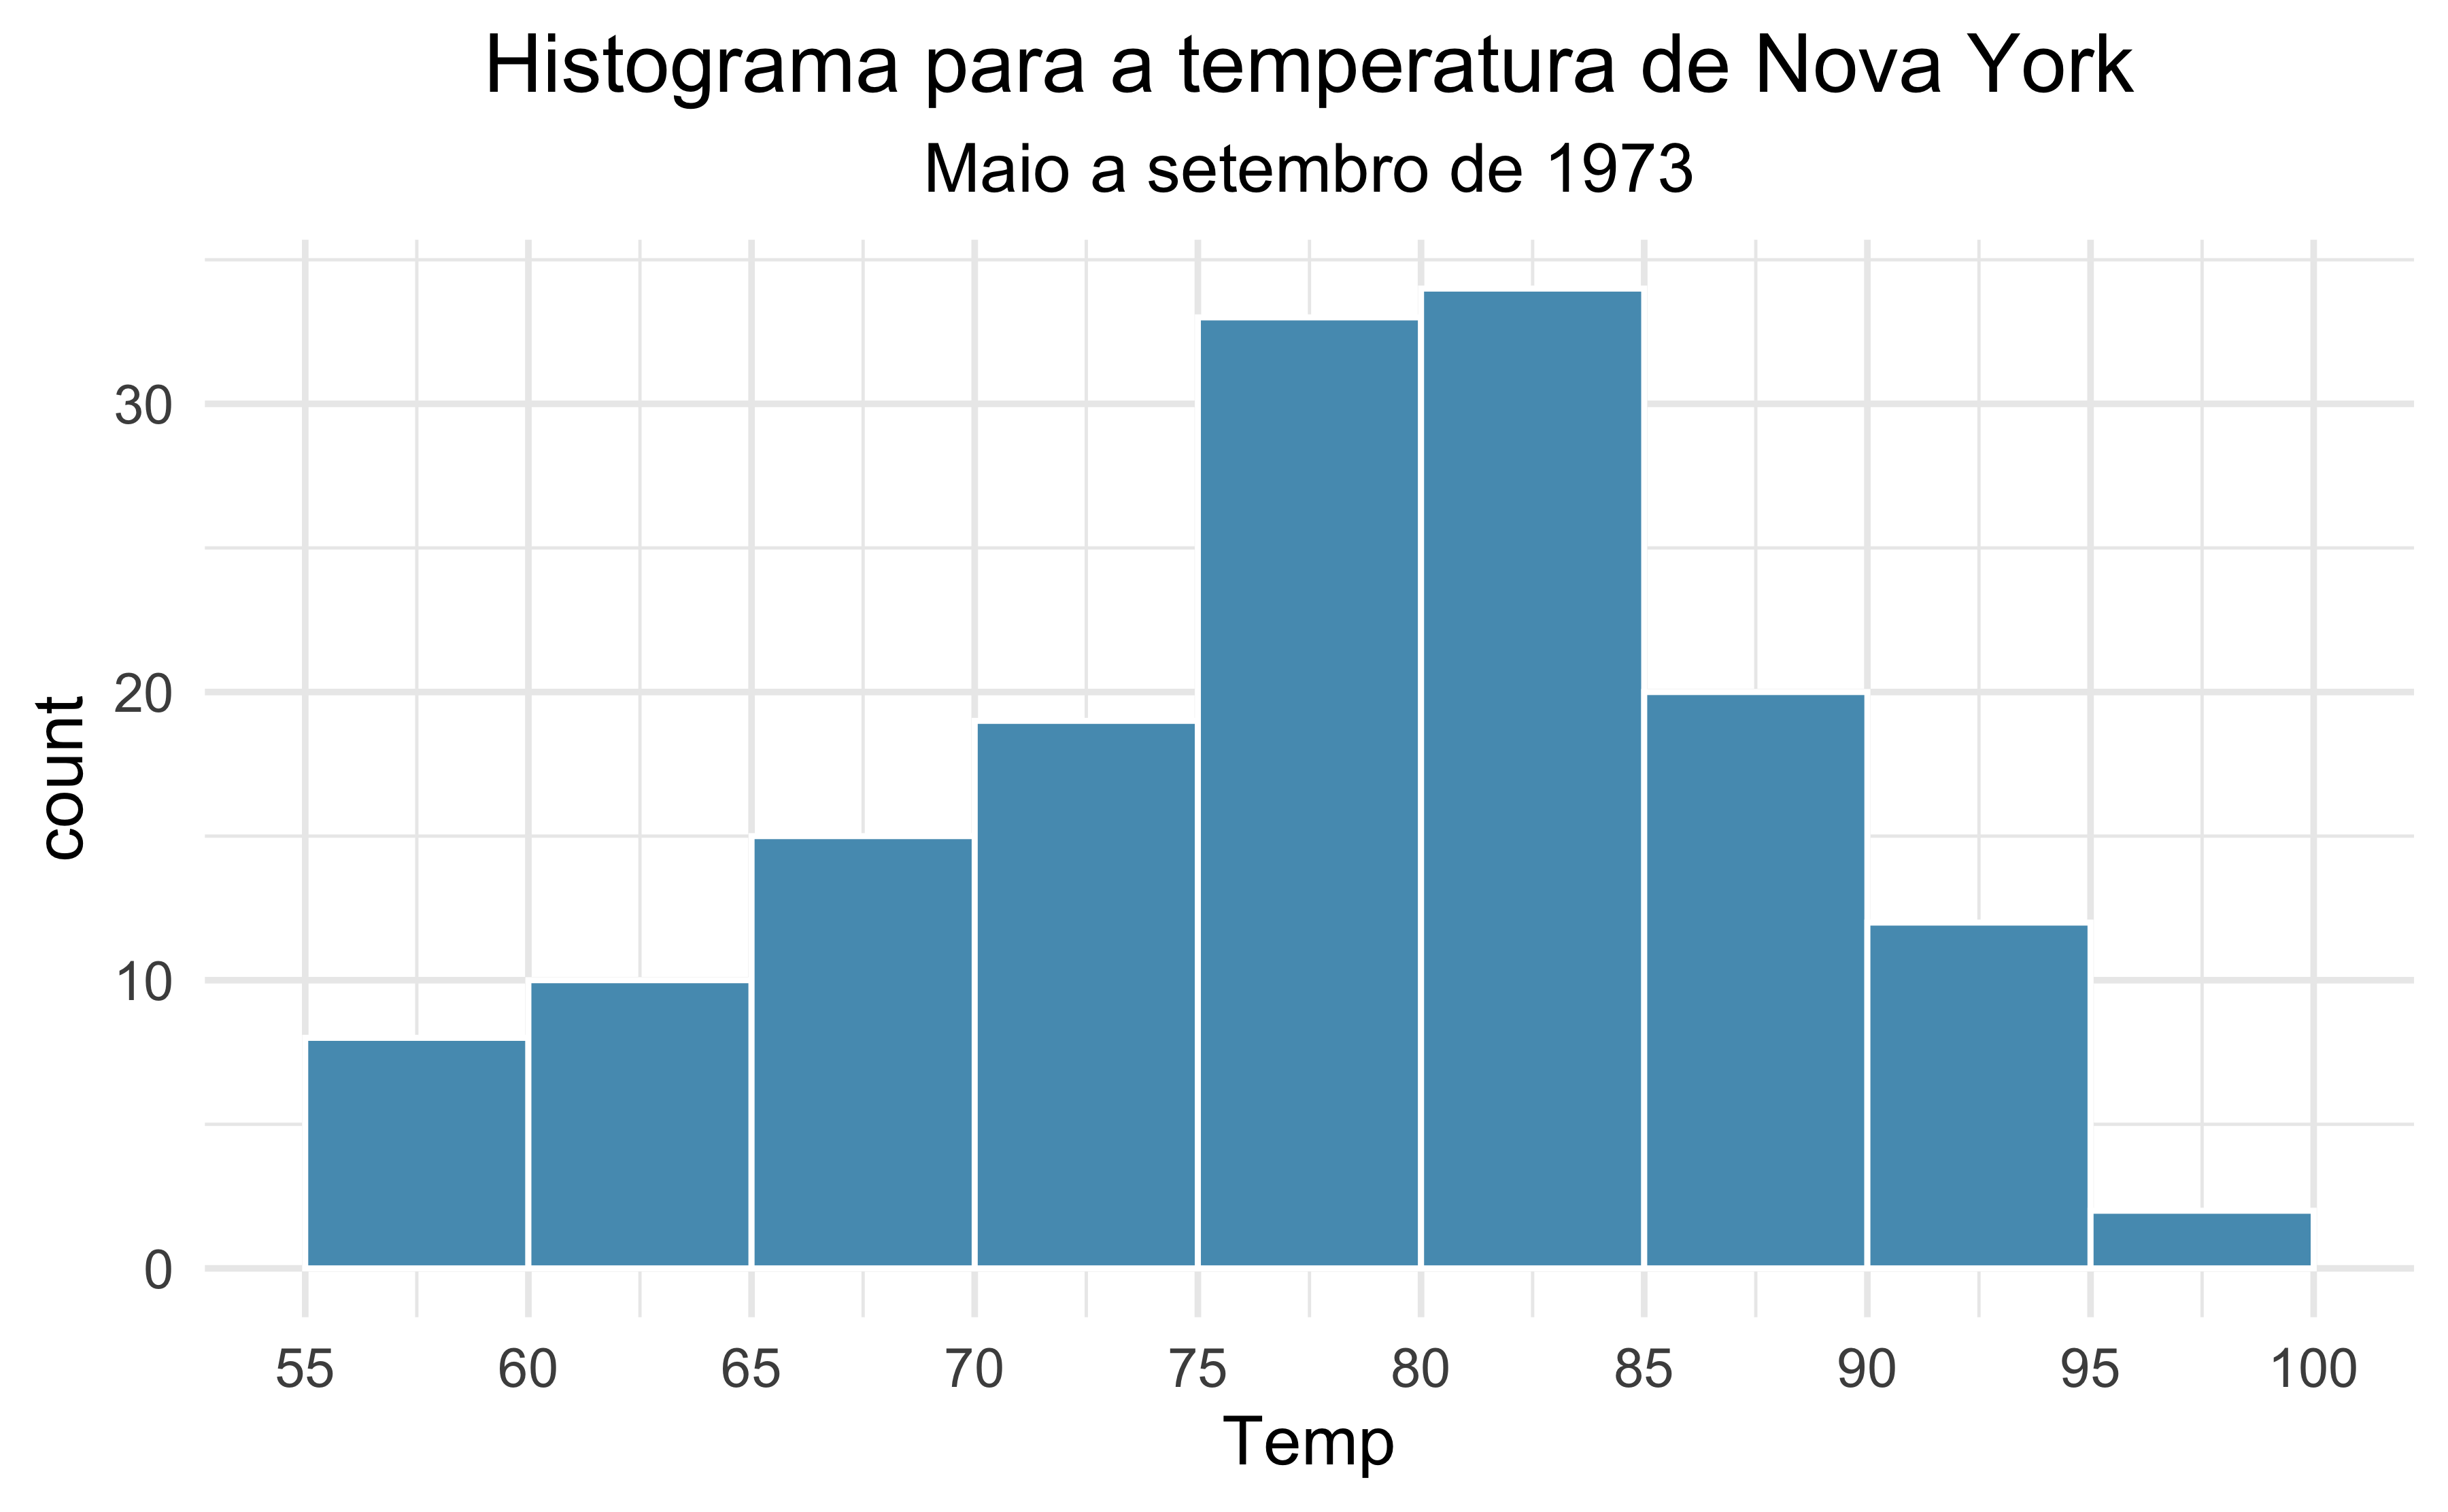 Histograma para a temperatura de Nova York
Maio a setembro de 1973
count
30
20
10
0
55 60 65 70 75 80 85 90 95 100
Temp